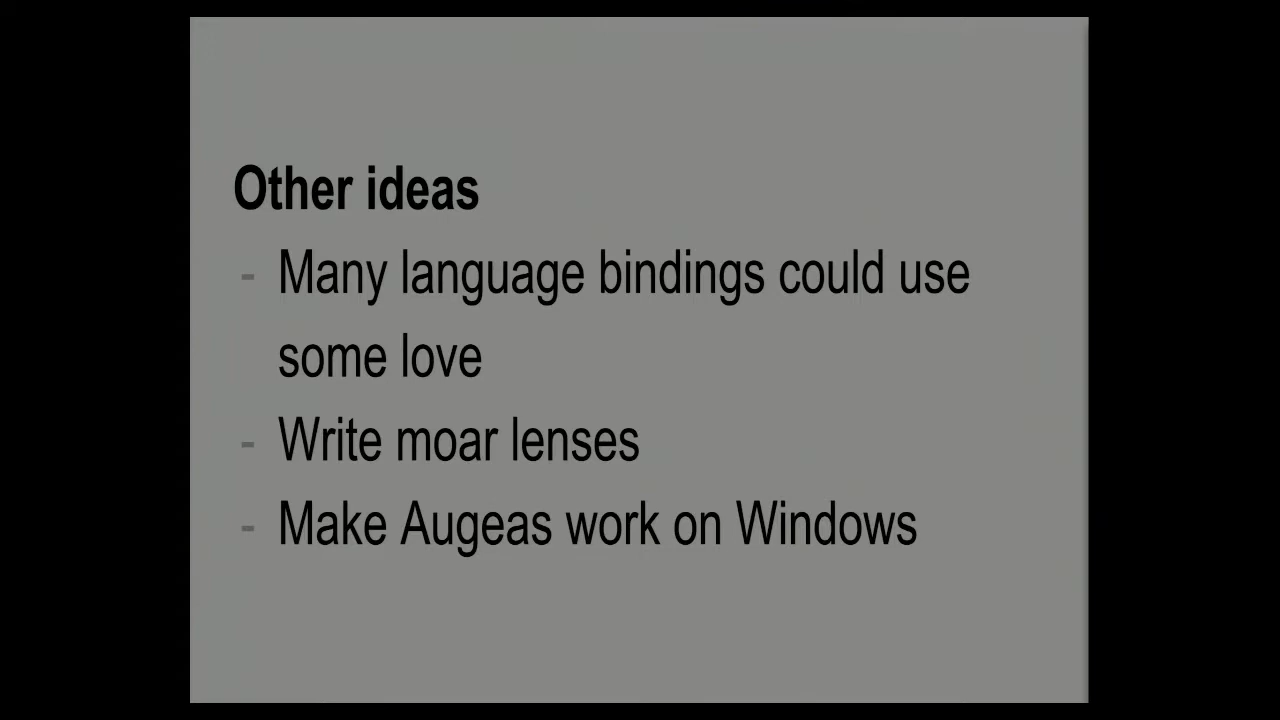 Other ideas
- Many language bindings could use
some love
- Write moar lenses
- Make Augeas work on Windows